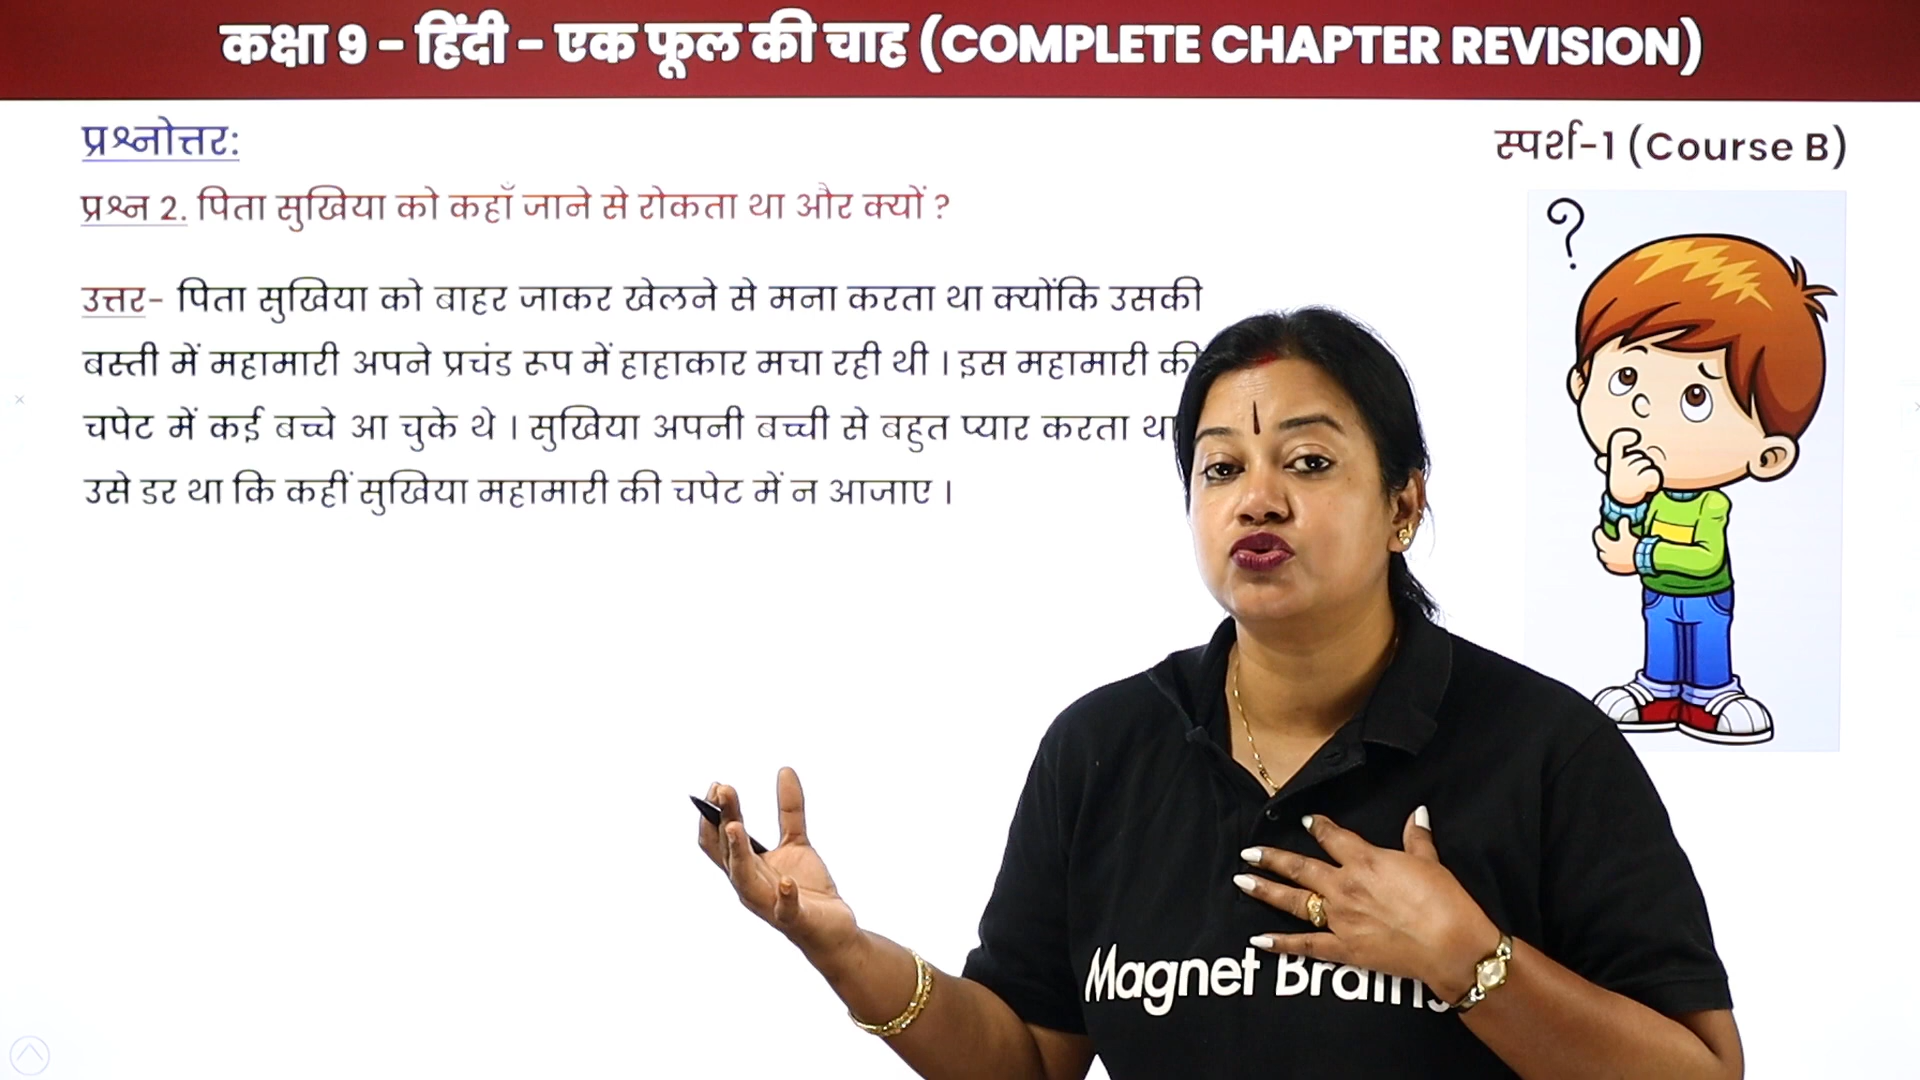 कक्षा 9 - हिंदी - एक फूल की चाह (COMPLETE CHAPTER REVISION)
प्रश्नोत्तर:
स्पर्श-1 (Course B)
प्रश्न 2. पिता सुखिया को कहाँ जाने से रोकता था और क्यों ?
?
उत्तर- पिता सुखिया को बाहर जाकर खेलने से मना करता था क्योंकि उसकी
बस्ती में महामारी अपने प्रचंड रूप में हाहाकार मचा रही थी । इस महामारी की
चपेट में कई बच्चे आ चुके थे । सुखिया अपनी बच्ची से बहुत प्यार करता था
उसे डर था कि कहीं सुखिया महामारी की चपेट में न आजाए ।
Magnet Brains